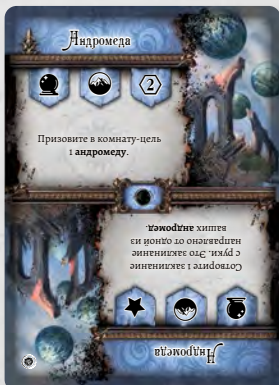 Андромеда
2
Призовите в комнату-цель
1 андромеду.
Сотворите 1 заклинание
с руки. Это заклинание
направлено от одной из
ваших андромед.
Андромеда